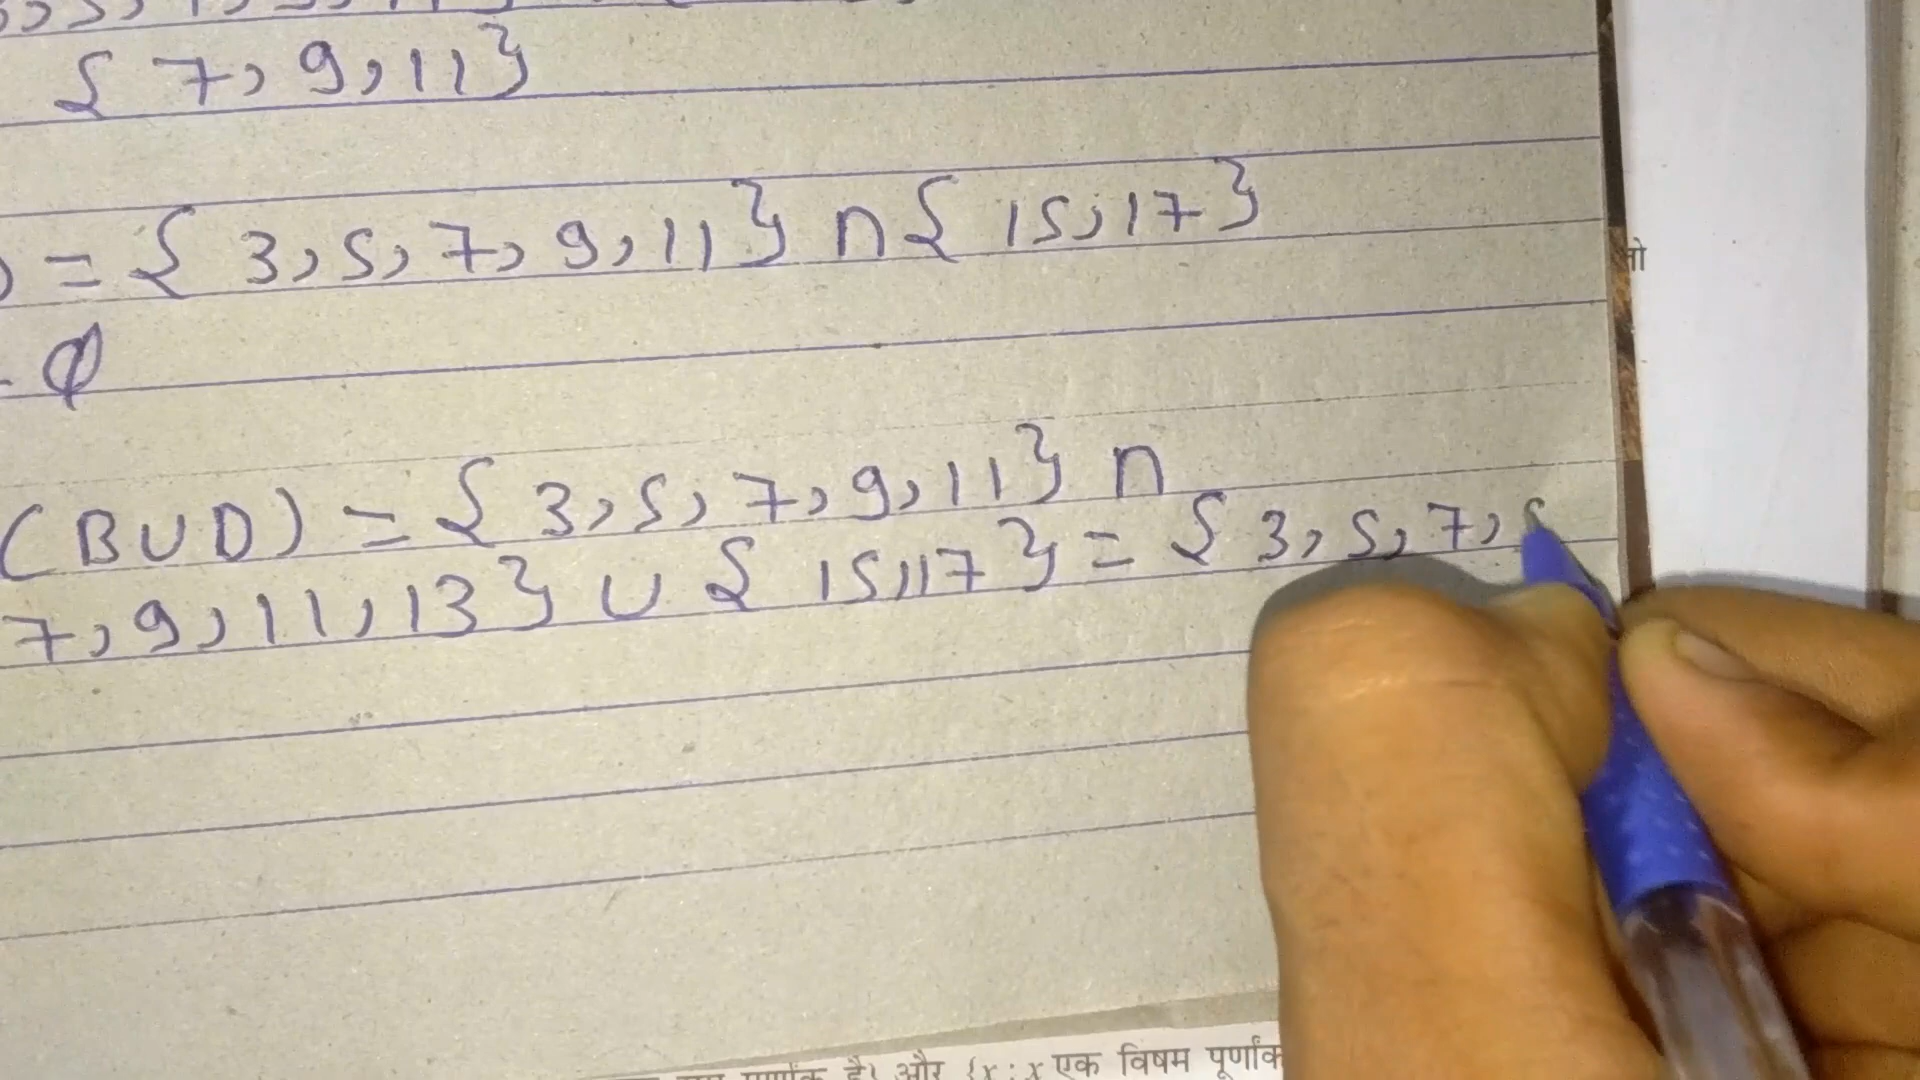 { 7, 9, 11}
= { 3, 5, 7, 9, 11} ∩ { 15, 17}
ϕ
(B∪D) = { 3, 5, 7, 9, 11} ∩
7, 9, 11, 13} ∪ { 15, 17} = { 3, 5, 7,
तो
है} और {x : x एक विषम पूर्णांक